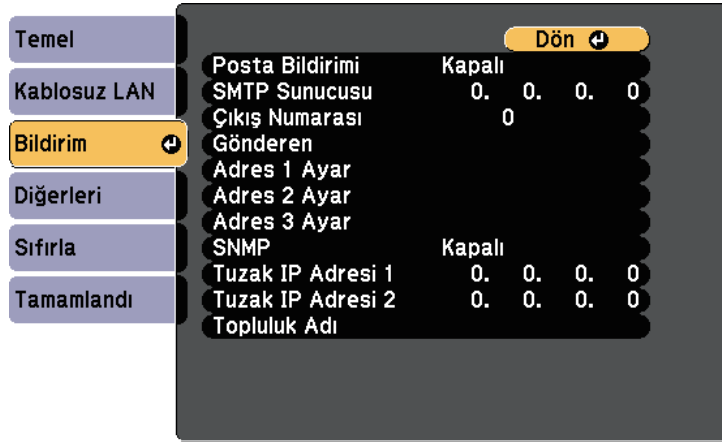 Temel
Kablosuz LAN
Bildirim
Diğerleri
Sıfırla
Tamamlandı
Dön
Posta Bildirimi Kapalı
SMTP Sunucusu 0. 0. 0. 0
Çıkış Numarası 0
Gönderen
Adres 1 Ayar
Adres 2 Ayar
Adres 3 Ayar
SNMP Kapalı
Tuzak IP Adresi 1 0. 0. 0. 0
Tuzak IP Adresi 2 0. 0. 0. 0
Topluluk Adı